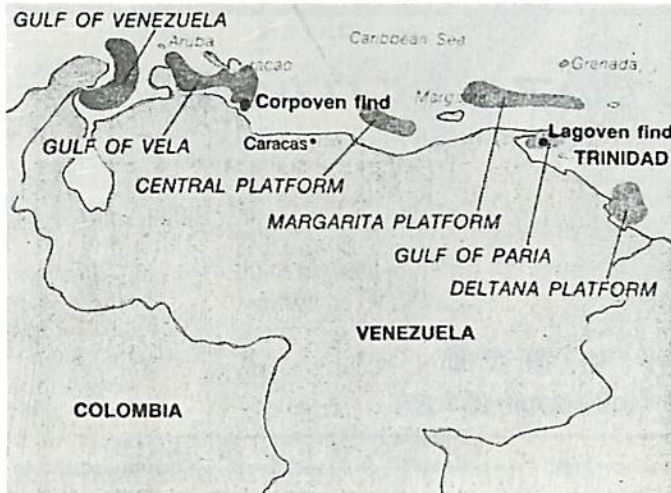 GULF OF VENEZUELA
Aruba
Caribbean Sea
Grenada
Corpoven find
Lagoven find
GULF OF VELA
Caracas
TRINIDAD
CENTRAL PLATFORM
MARGARITA PLATFORM
GULF OF PARIA
DELTANA PLATFORM
VENEZUELA
COLOMBIA